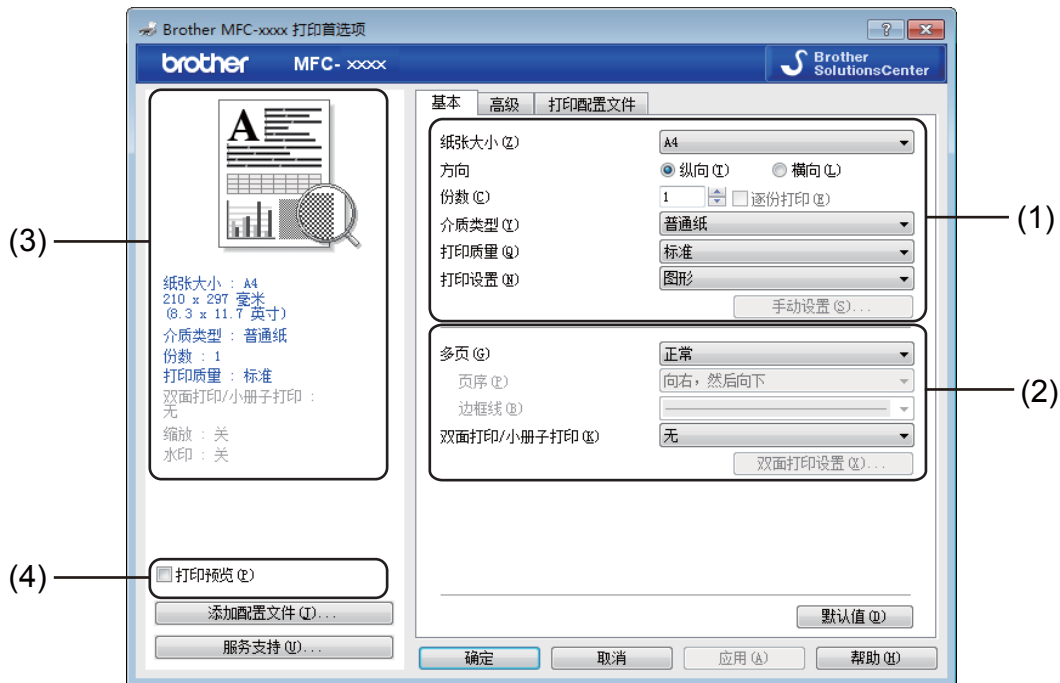 Brother MFC-xxxx 打印首选项
brother MFC- xxxx
Brother
SolutionsCenter
基本 高级 打印配置文件
(3)
A
纸张大小 : A4
210 x 297 毫米
(8.3 x 11.7 英寸)
介质类型 : 普通纸
份数 : 1
打印质量 : 标准
双面打印/小册子打印 :
无
缩放 : 关
水印 : 关
(4)
打印预览(P)
添加配置文件(J)...
服务支持(U)...
纸张大小(Z) A4
方向 纵向(T) 横向(L)
份数(C) 1 逐份打印(E)
介质类型(Y) 普通纸
打印质量(Q) 标准
打印设置(N) 图形
手动设置(S)...
(1)
多页(G) 正常
页序(P) 向右，然后向下
边框线(B)
双面打印/小册子打印(K) 无
双面打印设置(X)...
(2)
默认值(D)
确定 取消 应用(A) 帮助(H)